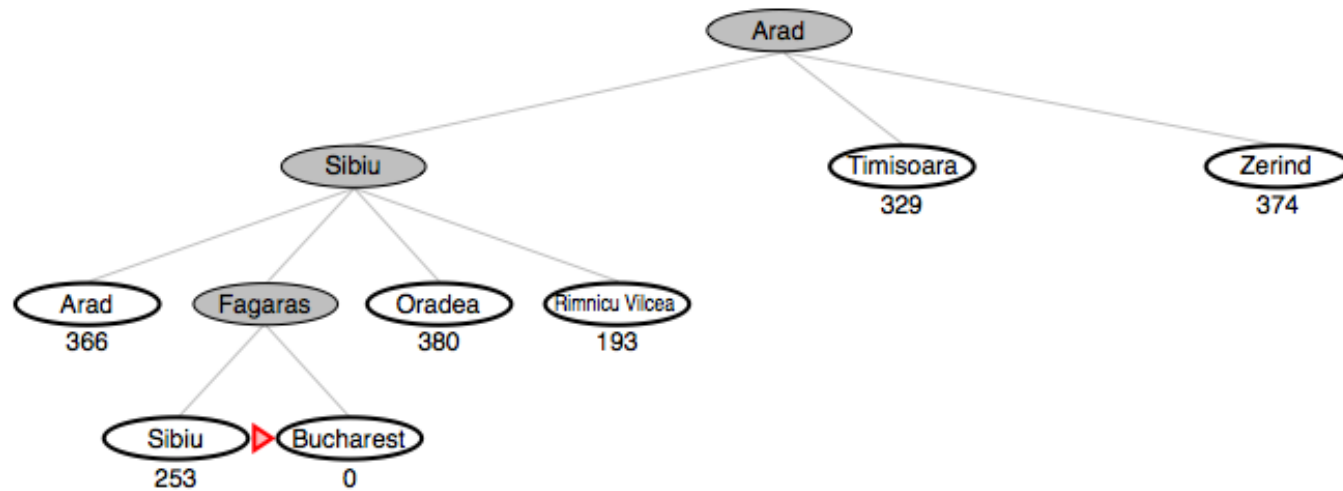 Arad
Sibiu
Timisoara
Zerind
329
374
Arad
Fagaras
Oradea
Rimnicu Vilcea
366
380
193
Sibiu
Bucharest
253
0